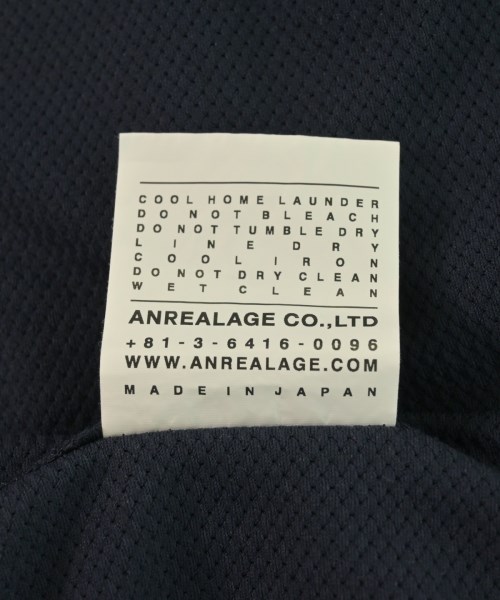 COOL HOME LAUNDER
DO NOT BLEACH
DO NOT TUMBLE DRY
LINE DRY
COOL IRON
DO NOT DRY CLEAN
WET CLEAN
ANREALAGE CO.,LTD
+81-3-6416-0096
WWW.ANREALAGE.COM
MADE IN JAPAN